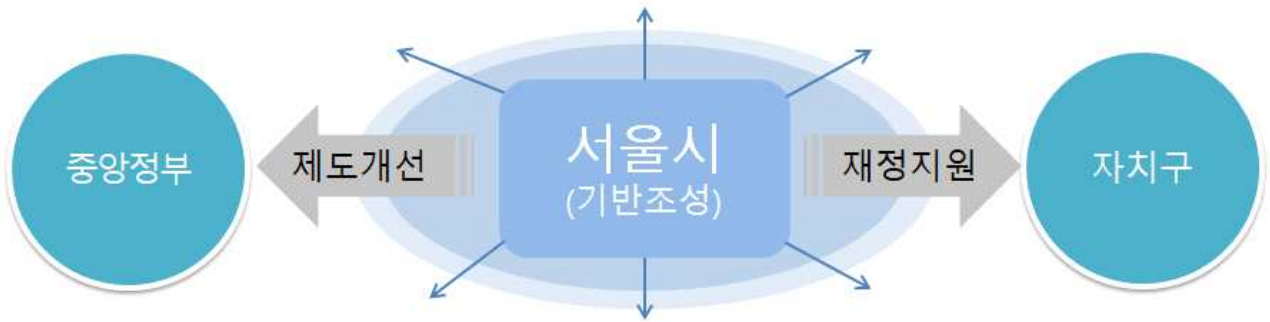 중앙정부
제도개선
서울시
(기반조성)
재정지원
자치구